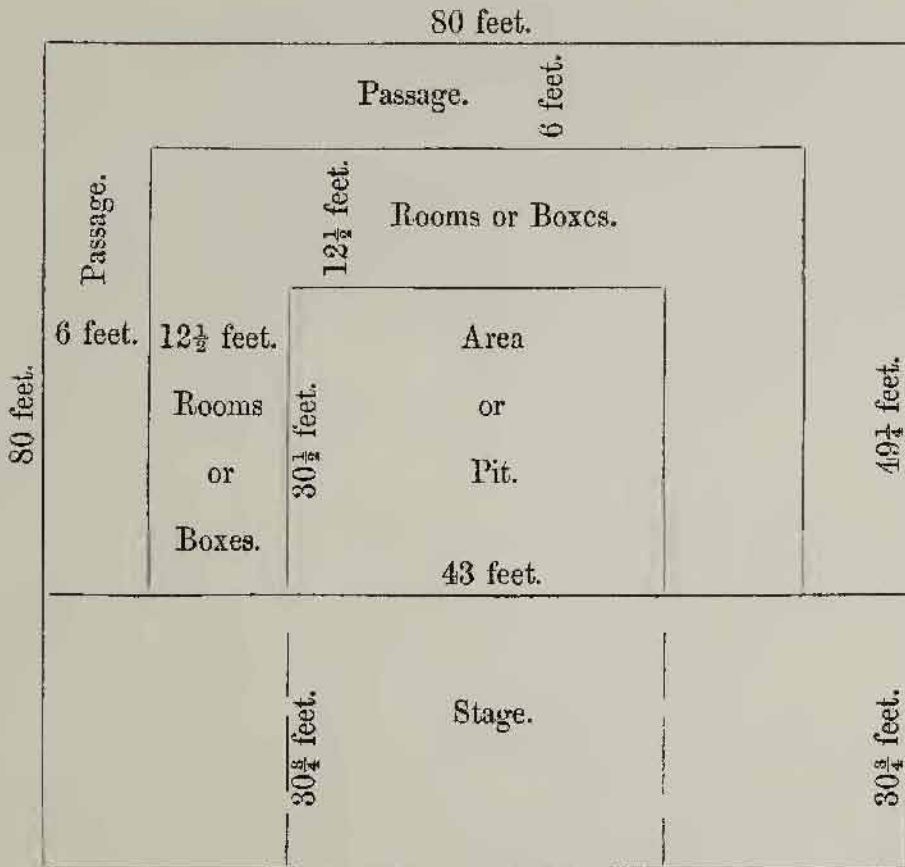 80 feet.
Passage.
6 feet.
Passage.
12½ feet.
Rooms or Boxes.
6 feet.
12½ feet.
Rooms
or
Boxes.
30½ feet.
Area
or
Pit.
43 feet.
80 feet.
49¼ feet.
Stage.
30¾ feet.
30¾ feet.